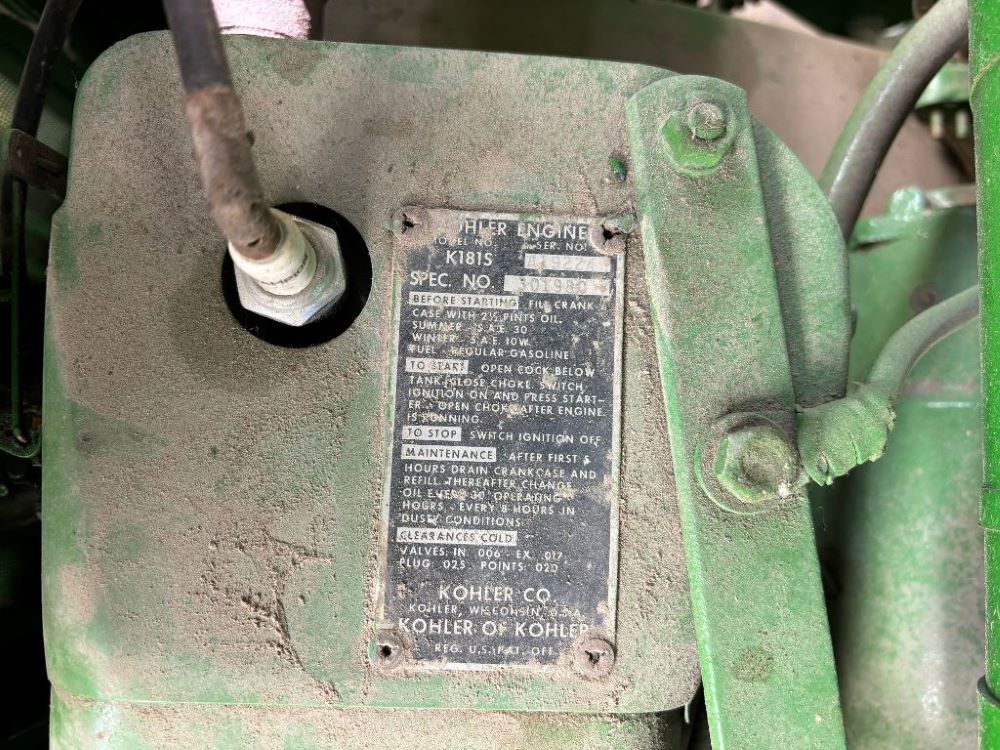 OHLER ENGINE
MODEL NO. SERIAL NO.
K181S
SPEC. NO. 301980
BEFORE STARTING FILL CRANK
CASE WITH 2½ PINTS OIL.
SUMMER - S.A.E. 30
WINTER - S.A.E. 10W
FUEL - REGULAR GASOLINE
TO START OPEN COCK BELOW
TANK, CLOSE CHOKE, SWITCH
IGNITION ON AND PRESS START-
ER - OPEN CHOKE AFTER ENGINE
IS RUNNING.
TO STOP SWITCH IGNITION OFF
MAINTENANCE AFTER FIRST 5
HOURS DRAIN CRANKCASE AND
REFILL. THEREAFTER CHANGE
OIL EVERY 30 OPERATING
HOURS - EVERY 8 HOURS IN
DUSTY CONDITIONS.
CLEARANCES COLD
VALVES: IN .006 EX. .017
PLUG .025 POINTS .020
KOHLER CO.
KOHLER, WISCONSIN, U.S.A.
KOHLER OF KOHLER
REG. U.S. PAT. OFF.